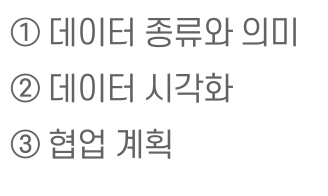 ① 데이터 종류와 의미
② 데이터 시각화
③ 협업 계획